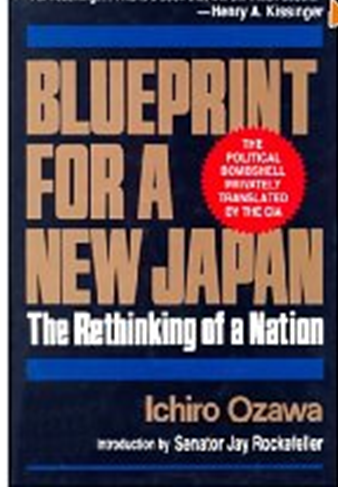 —Henry A. Kissinger
BLUEPRINT
FOR A
NEW JAPAN
THE
POLITICAL
BOMBSHELL
PRIVATELY
TRANSLATED
BY THE CIA
The Rethinking of a Nation
Ichiro Ozawa
Introduction by Senator Jay Rockefeller